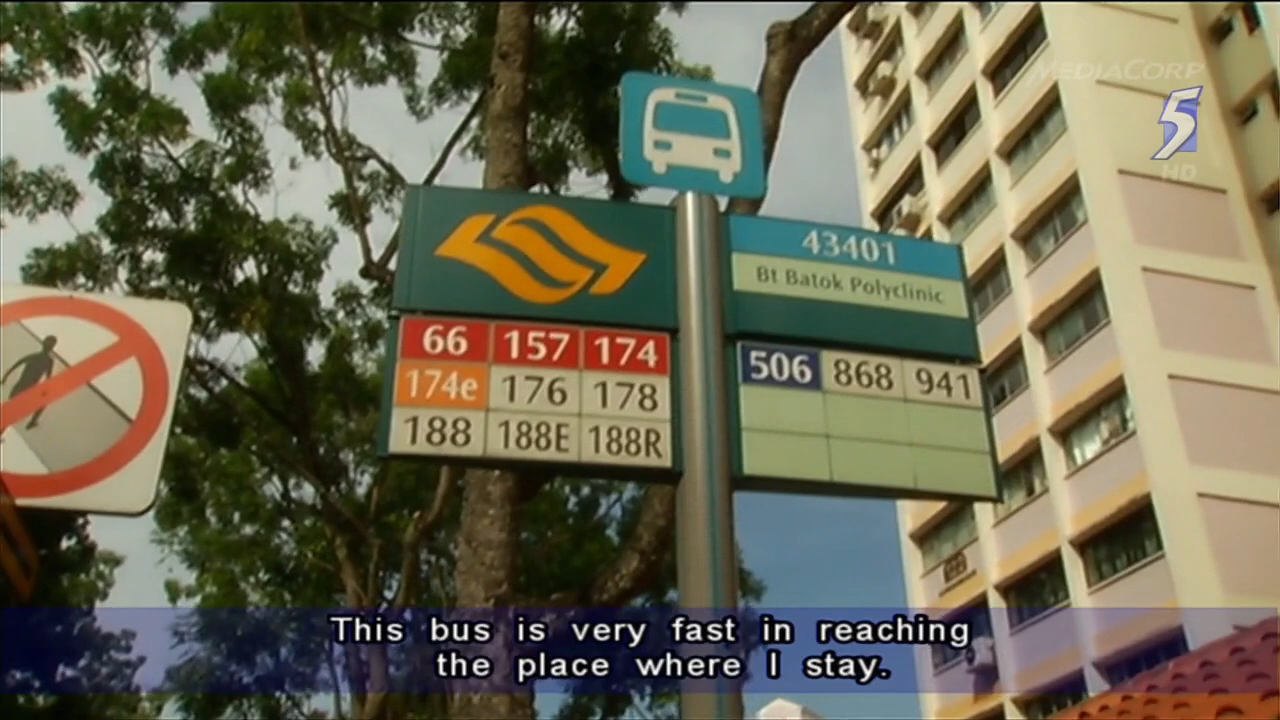 MEDIACORP
5
HD
43401
Bt Batok Polyclinic
66 157 174
174e 176 178
188 188E 188R
506 868 941
This bus is very fast in reaching
the place where I stay.